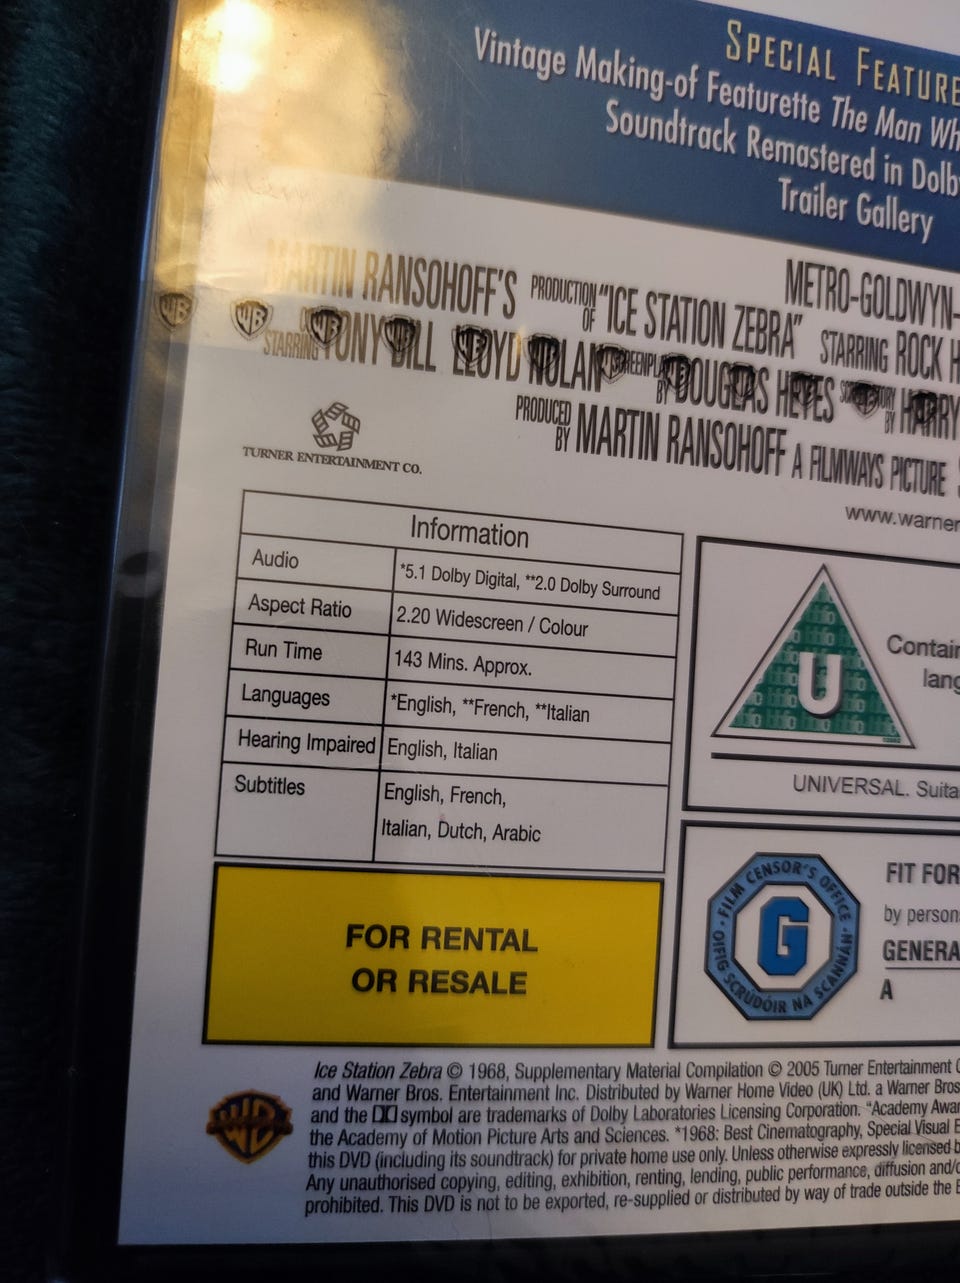 SPECIAL FEATURE
Vintage Making-of Featurette The Man Wh
Soundtrack Remastered in Dolb
Trailer Gallery
METRO-GOLDWYN-
MARTIN RANSOHOFF'S PRODUCTION OF "ICE STATION ZEBRA" STARRING ROCK H
STARRING TONY BILL LLOYD NOLAN SCREENPLAY BY DOUGLAS HEYES SCREEN STORY BY HARRY
PRODUCED BY MARTIN RANSOHOFF A FILMWAYS PICTURE
TURNER ENTERTAINMENT CO.
www.warner
Information
Audio *5.1 Dolby Digital, **2.0 Dolby Surround
Aspect Ratio 2.20 Widescreen / Colour
Run Time 143 Mins. Approx.
Languages *English, **French, **Italian
Hearing Impaired English, Italian
Subtitles English, French,
Italian, Dutch, Arabic
U
Contain
lang
UNIVERSAL. Suita
FOR RENTAL
OR RESALE
FILM CENSOR'S OFFICE
G
OIFIG SCRÚDÓIR NA SCANNÁN
FIT FOR
by person
GENERA
A
WB
Ice Station Zebra © 1968, Supplementary Material Compilation © 2005 Turner Entertainment C
and Warner Bros. Entertainment Inc. Distributed by Warner Home Video (UK) Ltd. a Warner Bros
and the symbol are trademarks of Dolby Laboratories Licensing Corporation. "Academy Awar
the Academy of Motion Picture Arts and Sciences. *1968: Best Cinematography, Special Visual E
this DVD (including its soundtrack) for private home use only. Unless otherwise expressly licensed b
Any unauthorised copying, editing, exhibition, renting, lending, public performance, diffusion and/o
prohibited. This DVD is not to be exported, re-supplied or distributed by way of trade outside the E